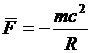 F̅ = − mc² / R